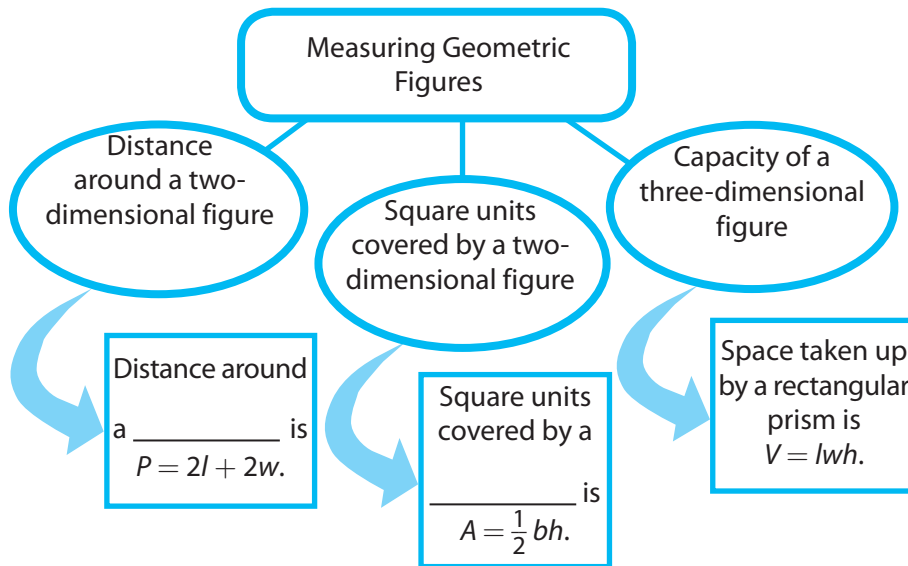 Measuring Geometric
Figures
Distance
around a two-
dimensional figure
Square units
covered by a two-
dimensional figure
Capacity of a
three-dimensional
figure
Distance around
a __________ is
P = 2l + 2w.
Square units
covered by a
__________ is
A = 1/2 bh.
Space taken up
by a rectangular
prism is
V = lwh.